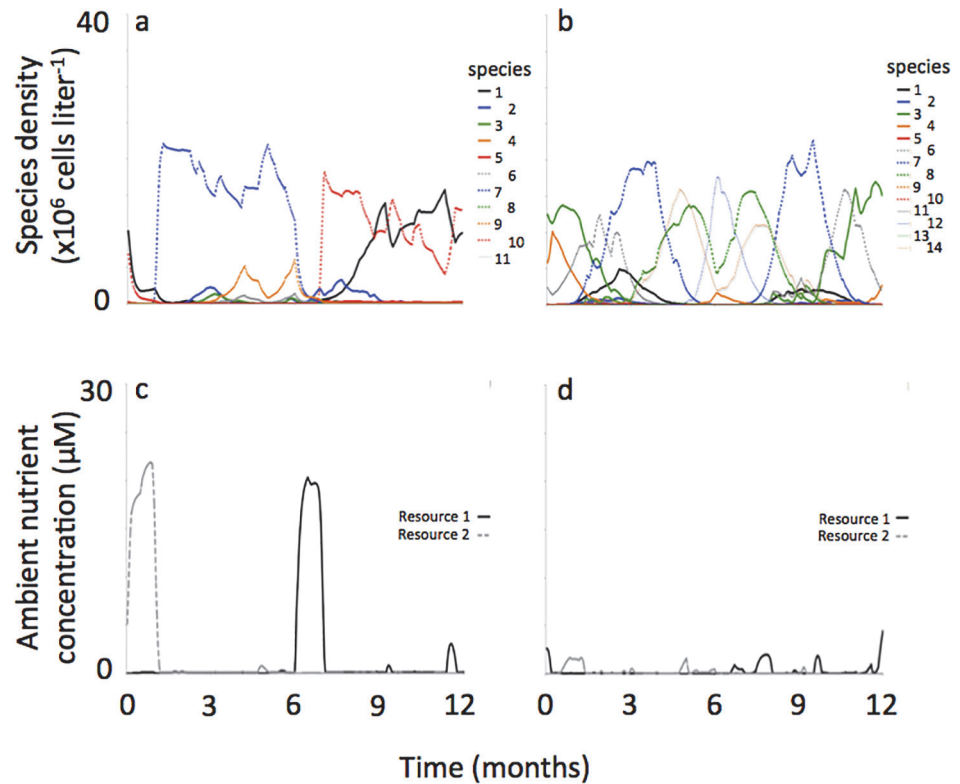 40
a
b
Species density
(x10⁶ cells liter⁻¹)
0
species
1
2
3
4
5
6
7
8
9
10
11
species
1
2
3
4
5
6
7
8
9
10
11
12
13
14
30
c
d
Ambient nutrient
concentration (µM)
0
Resource 1
Resource 2
Resource 1
Resource 2
0 3 6 9 12
0 3 6 9 12
Time (months)